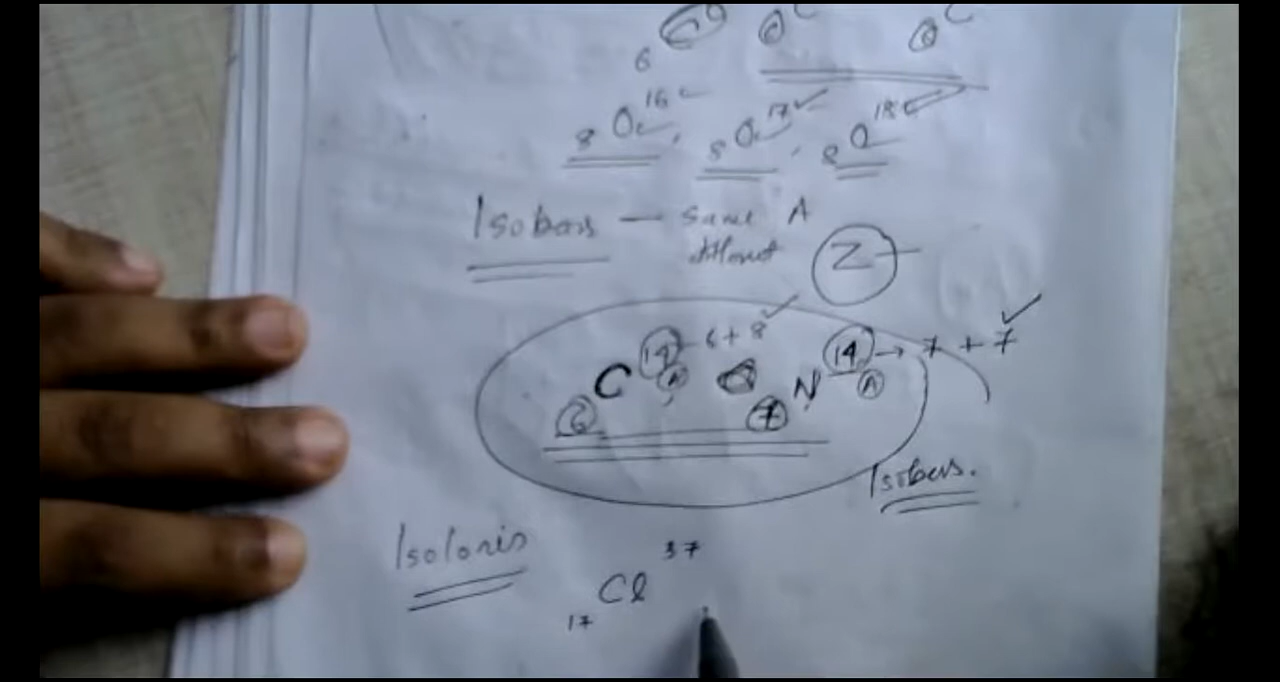 6 C C 6 C
8 O 16, 8 O 17, 8 O 18
Isobars — same A
different Z
6 C 14 - 6 + 8 7 N 14 → 7 + 7
A A
Isobars.
Isotonis
17 Cl 37